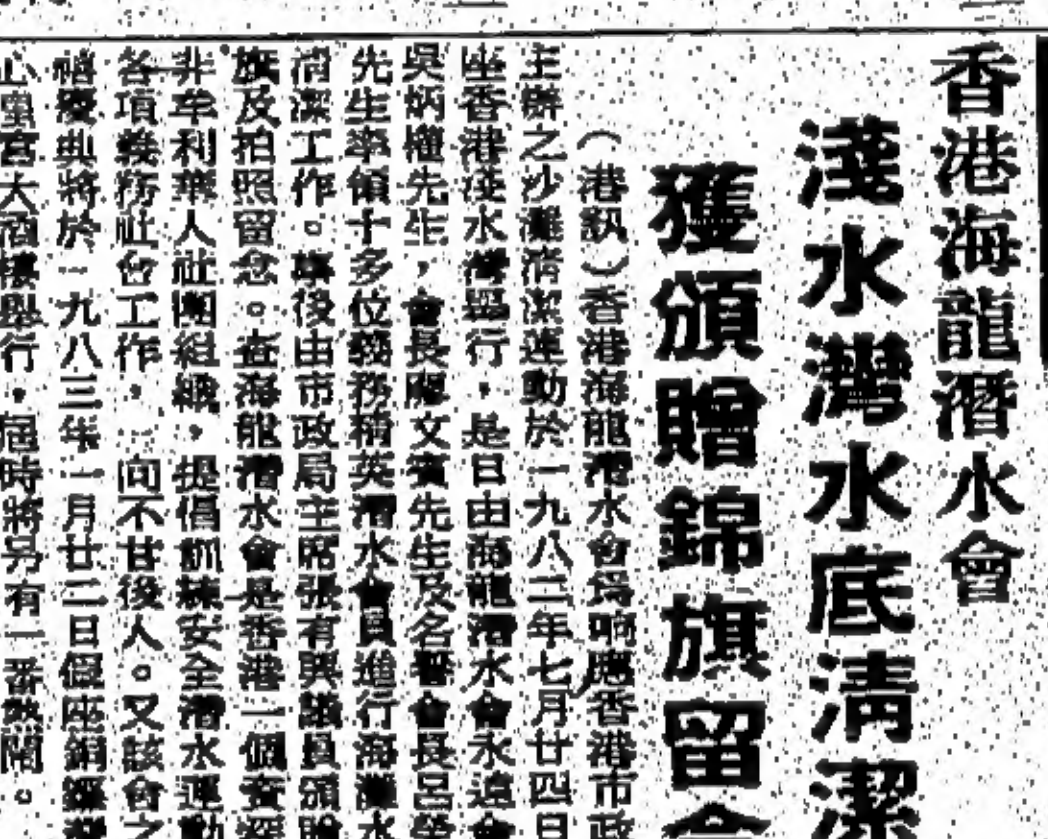 香港海龍潛水會
淺水灣水底清潔
獲頒贈錦旗留念
（港訊）香港海龍潛水會為响應香港市政
主辦之沙灘清潔運動於一九八二年七月廿四日
座香港淺水灣舉行，是日由海龍潛水會永遠會
吳炳權先生，會長文賓先生及名譽會長呂榮
先生率領十多位義務精英潛水會員進行海灘水
清潔工作。事後由市政局主席張有興議員頒贈
旗及拍照留念。查海龍潛水會是香港一個資深
非牟利華人社團組織，提倡訓練安全潛水運動
各項義務社會工作，一向不甘後人。又該會之
禧慶典將於一九八三年一月廿二日假座銅鑼灣
心皇宮大酒樓舉行，屆時將另有一番熱鬧。